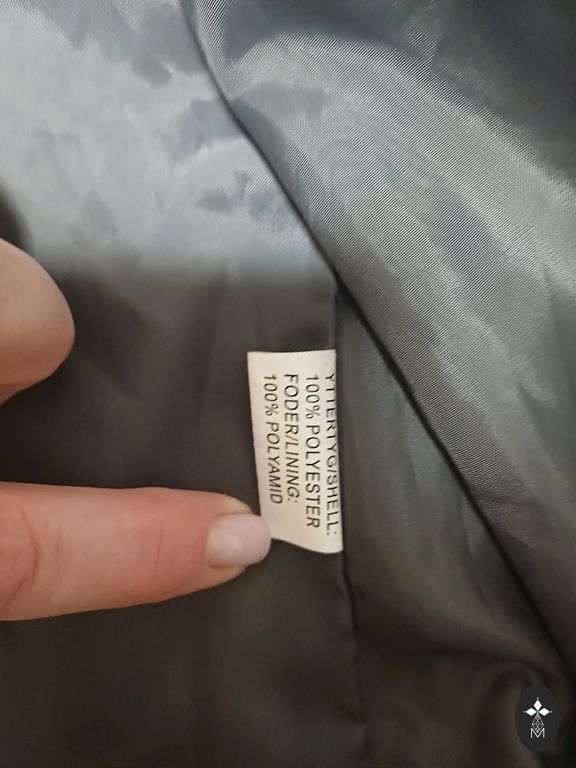 YTTERTYG/SHELL:
100% POLYESTER
FODER/LINING:
100% POLYAMID